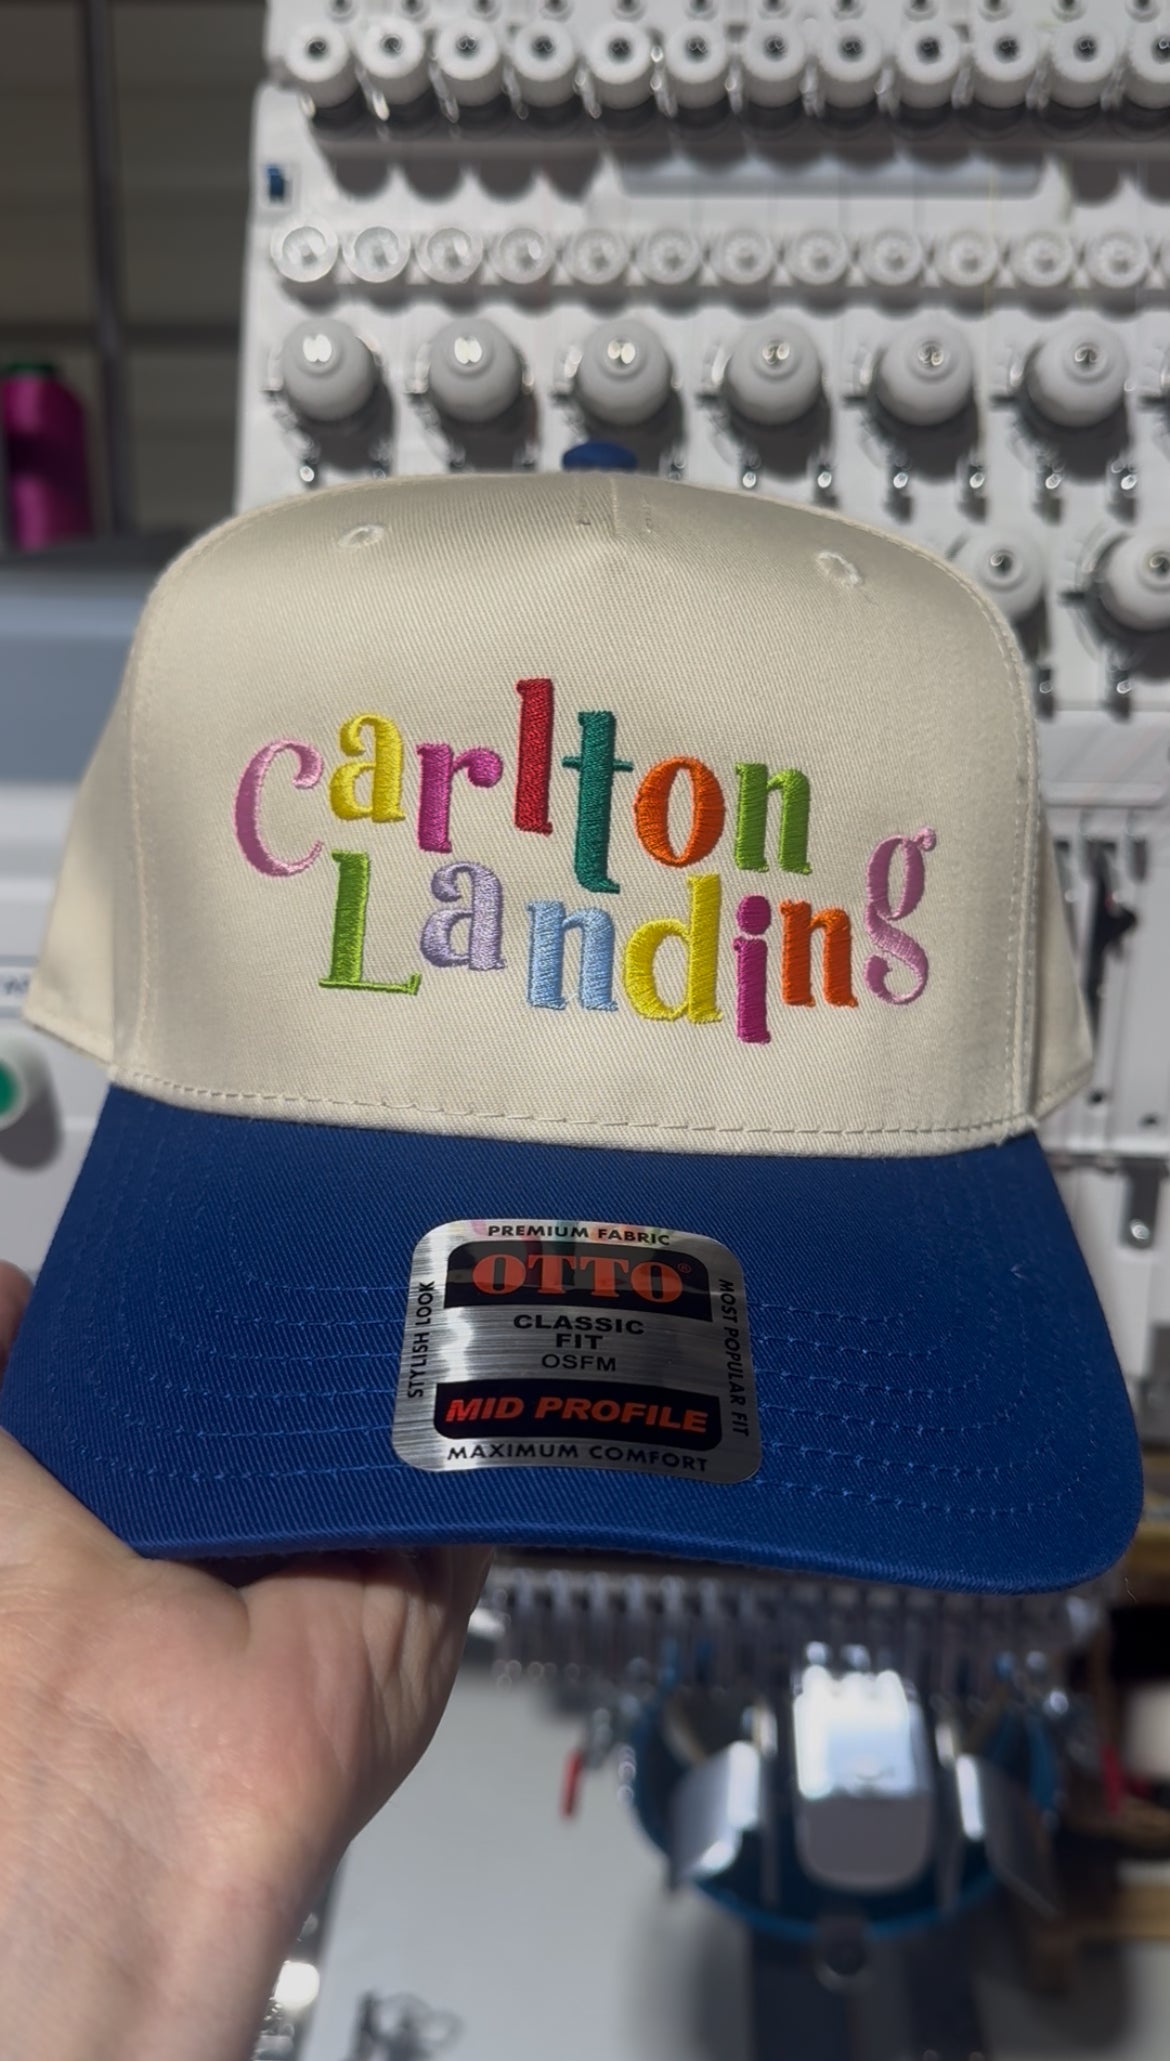 Carlton
Landing
PREMIUM FABRIC
OTTO®
STYLISH LOOK
CLASSIC
FIT
OSFM
MOST POPULAR FIT
MID PROFILE
MAXIMUM COMFORT